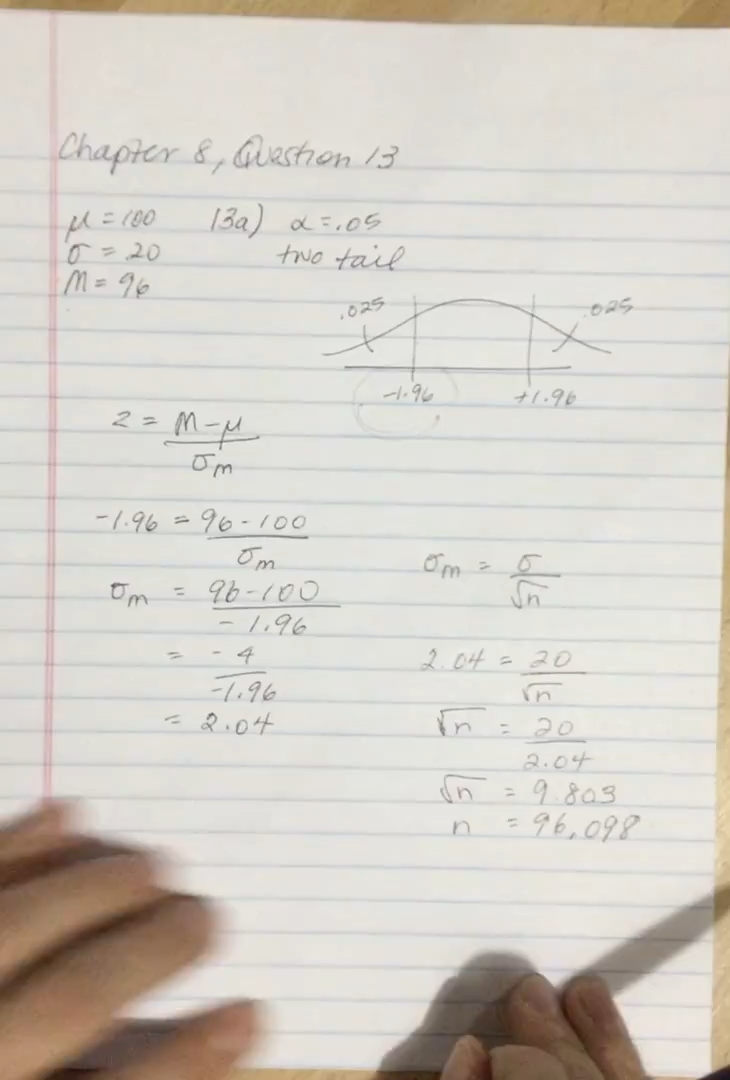 Chapter 8, Question 13
μ = 100 13a) α = .05
σ = 20 two tail
M = 96
.025 .025
-1.96 +1.96
z = M - μ
σm
-1.96 = 96 - 100
σm
σm = 96 - 100
-1.96
= -4
-1.96
= 2.04
σm = σ
√n
2.04 = 20
√n
√n = 20
2.04
√n = 9.803
n = 96.098